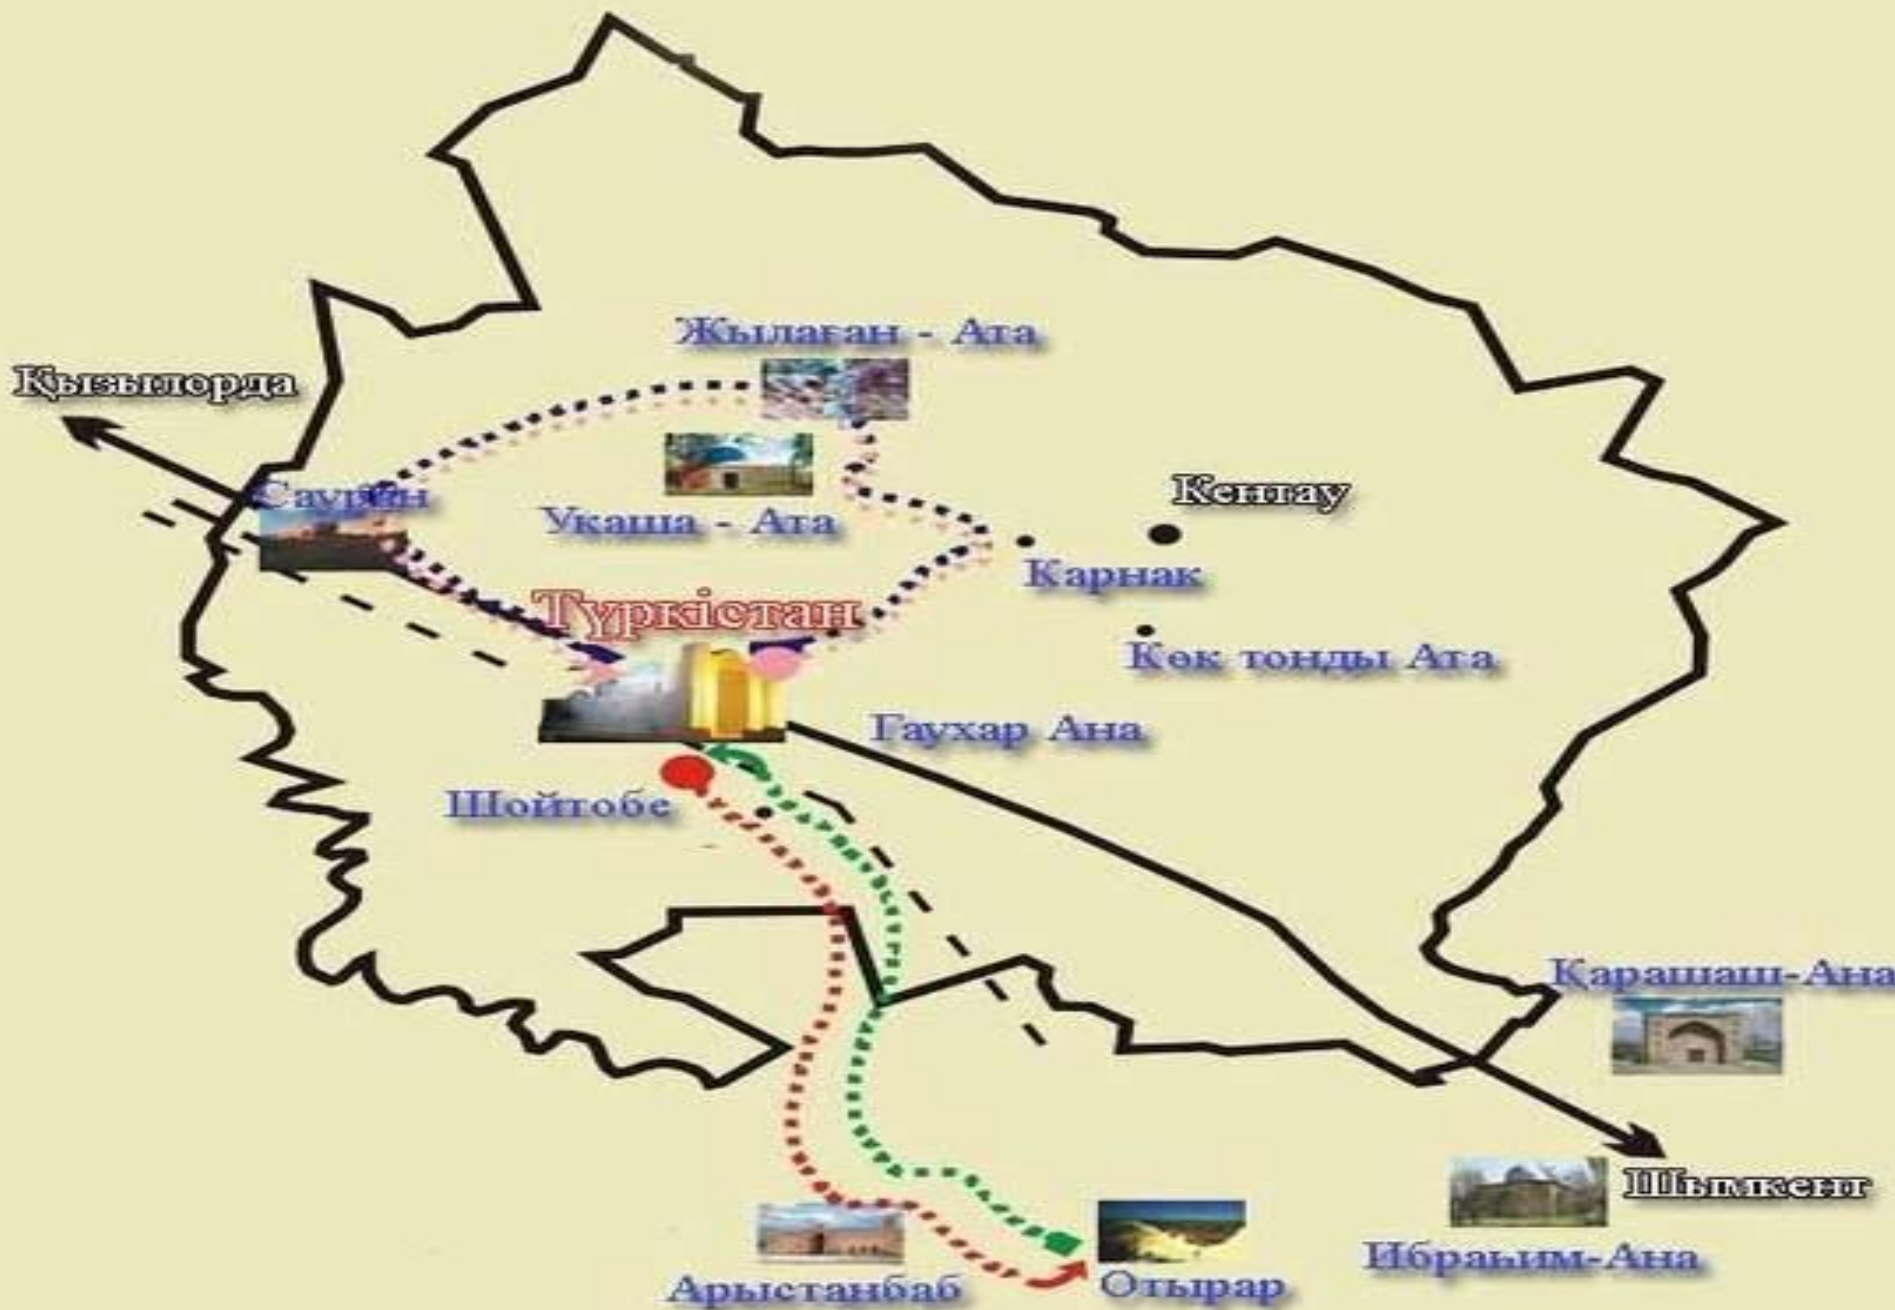 Жылаған - Ата
Қызылорда
Кентау
Сауран
Укаша - Ата
Карнак
Түркістан
Көк тонды Ата
Гаухар Ана
Шойтобе
Қарашаш-Ана
Шымкент
Ибраһим-Ана
Арыстанбаб
Отырар